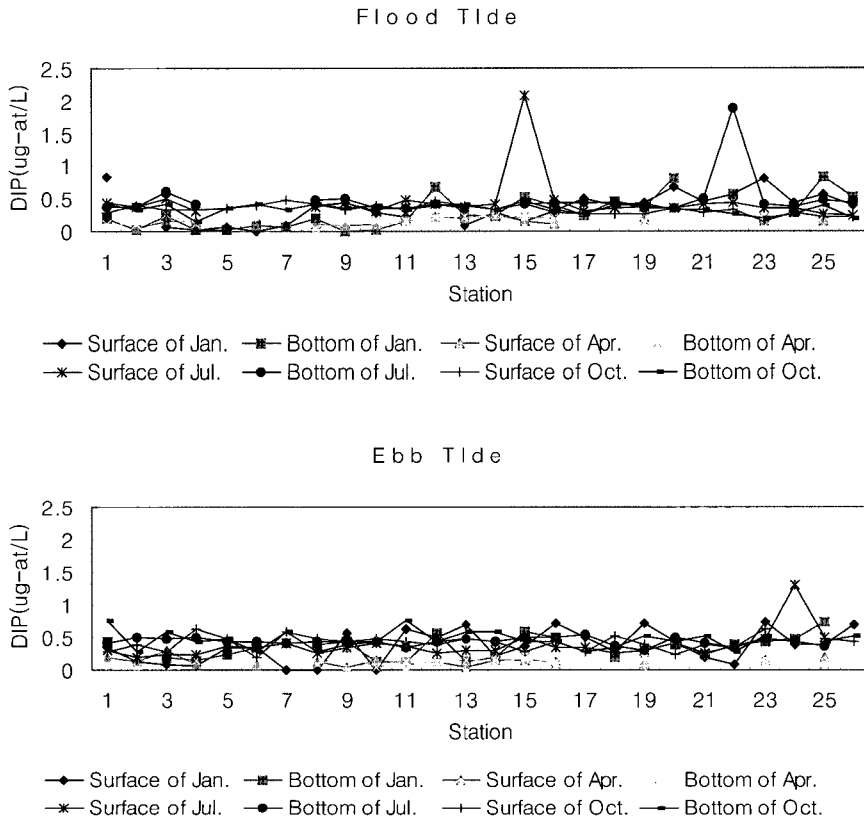 Flood TIde
2.5
2
1.5
1
0.5
0
DIP(ug-at/L)
1 3 5 7 9 11 13 15 17 19 21 23 25
Station
Surface of Jan. Bottom of Jan. Surface of Apr. Bottom of Apr.
Surface of Jul. Bottom of Jul. Surface of Oct. Bottom of Oct.
Ebb TIde
2.5
2
1.5
1
0.5
0
DIP(ug-at/L)
1 3 5 7 9 11 13 15 17 19 21 23 25
Station
Surface of Jan. Bottom of Jan. Surface of Apr. Bottom of Apr.
Surface of Jul. Bottom of Jul. Surface of Oct. Bottom of Oct.